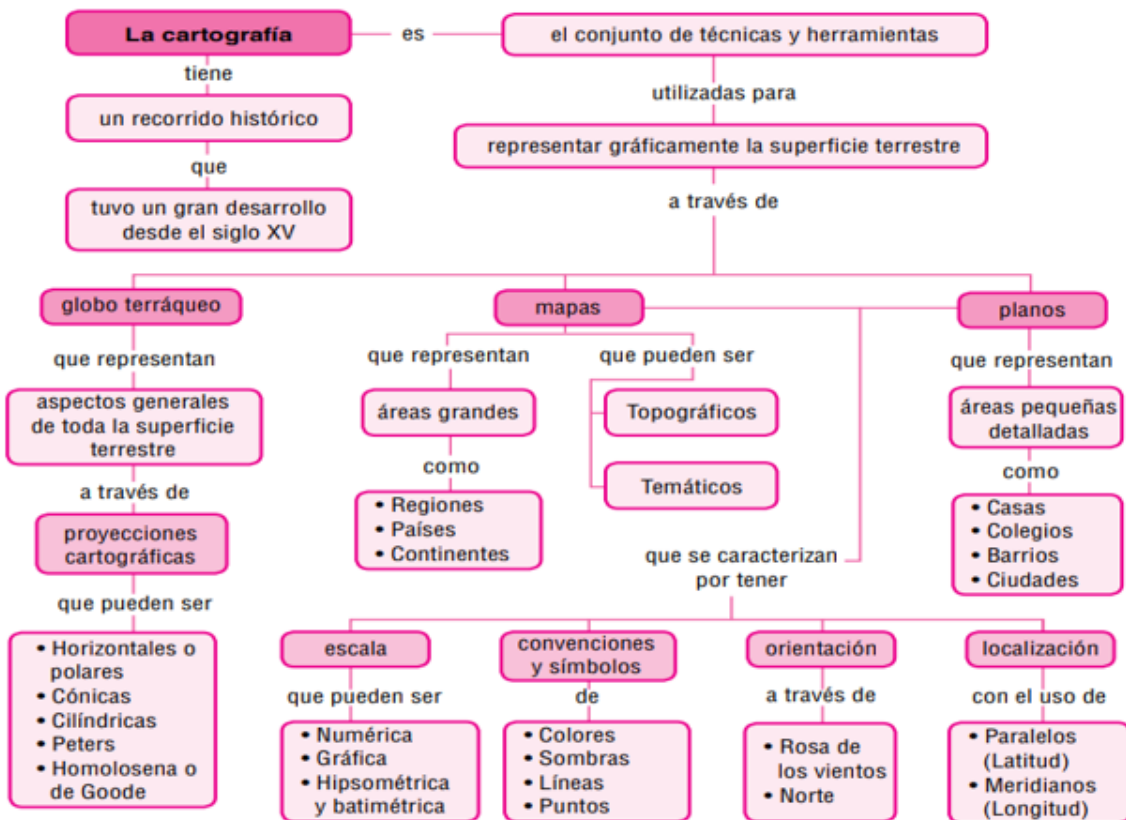 La cartografía
es
el conjunto de técnicas y herramientas
tiene
utilizadas para
un recorrido histórico
representar gráficamente la superficie terrestre
que
a través de
tuvo un gran desarrollo
desde el siglo XV
globo terráqueo
mapas
planos
que representan
que representan
que pueden ser
que representan
aspectos generales
de toda la superficie
terrestre
áreas grandes
Topográficos
áreas pequeñas
detalladas
a través de
como
Temáticos
como
proyecciones
cartográficas
• Regiones
• Países
• Continentes
• Casas
• Colegios
• Barrios
• Ciudades
que se caracterizan
por tener
que pueden ser
• Horizontales o
polares
• Cónicas
• Cilíndricas
• Peters
• Homolosena o
de Goode
escala
convenciones
y símbolos
orientación
localización
que pueden ser
de
a través de
con el uso de
• Numérica
• Gráfica
• Hipsométrica
y batimétrica
• Colores
• Sombras
• Líneas
• Puntos
• Rosa de
los vientos
• Norte
• Paralelos
(Latitud)
• Meridianos
(Longitud)